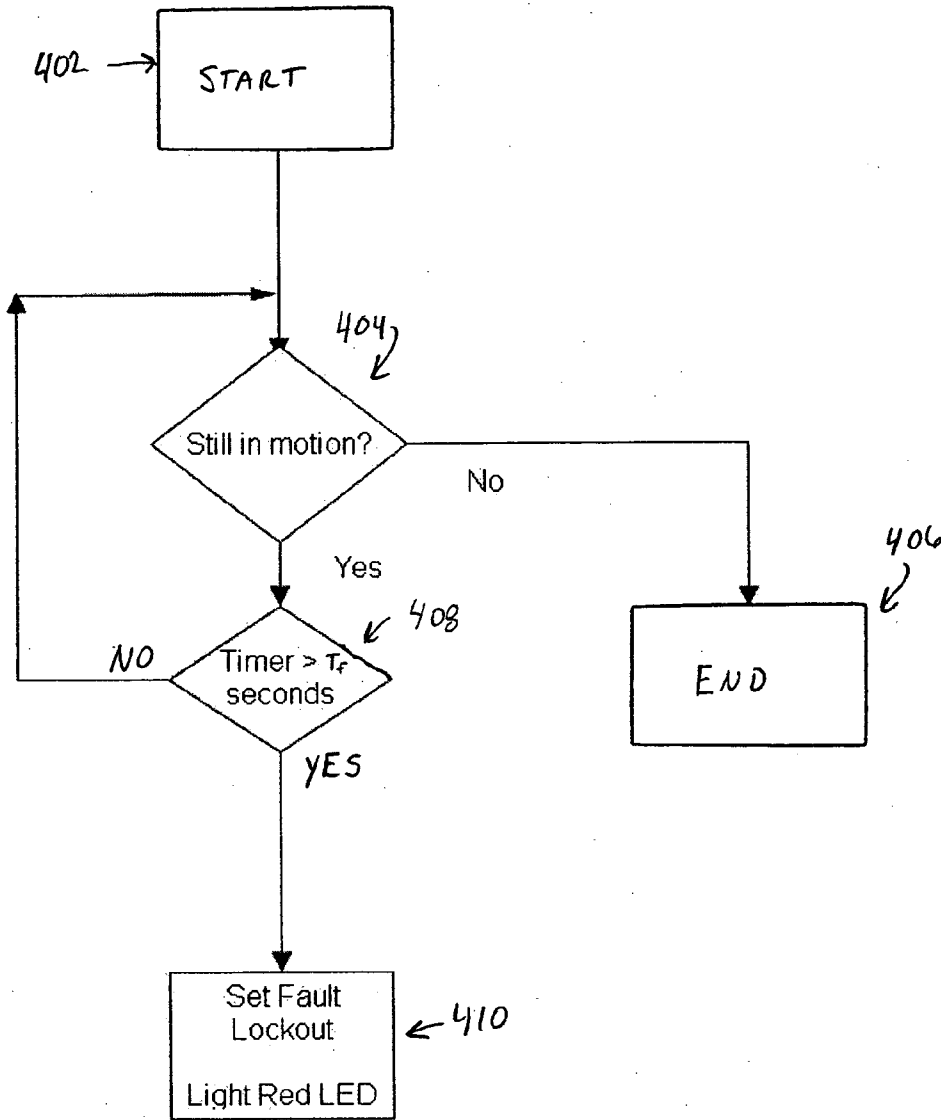 402
START
404
Still in motion?
No
Yes
406
408
NO
Timer > Tf
seconds
END
YES
Set Fault
Lockout
410
Light Red LED